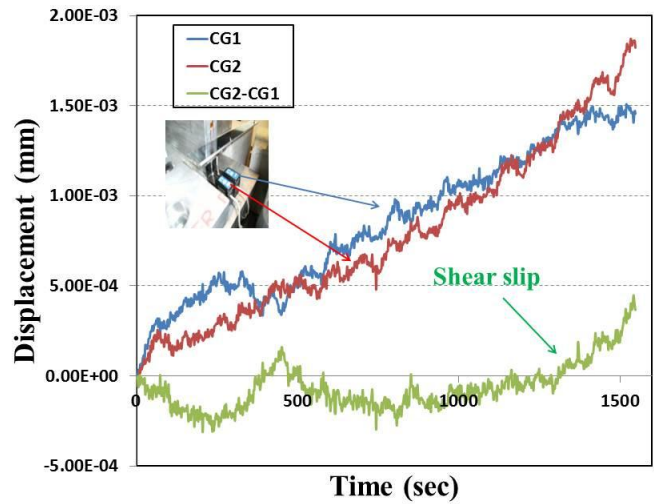 2.00E-03
1.50E-03
1.00E-03
5.00E-04
0.00E+00
-5.00E-04
Displacement (mm)
CG1
CG2
CG2-CG1
Shear slip
0
500
1000
1500
Time (sec)